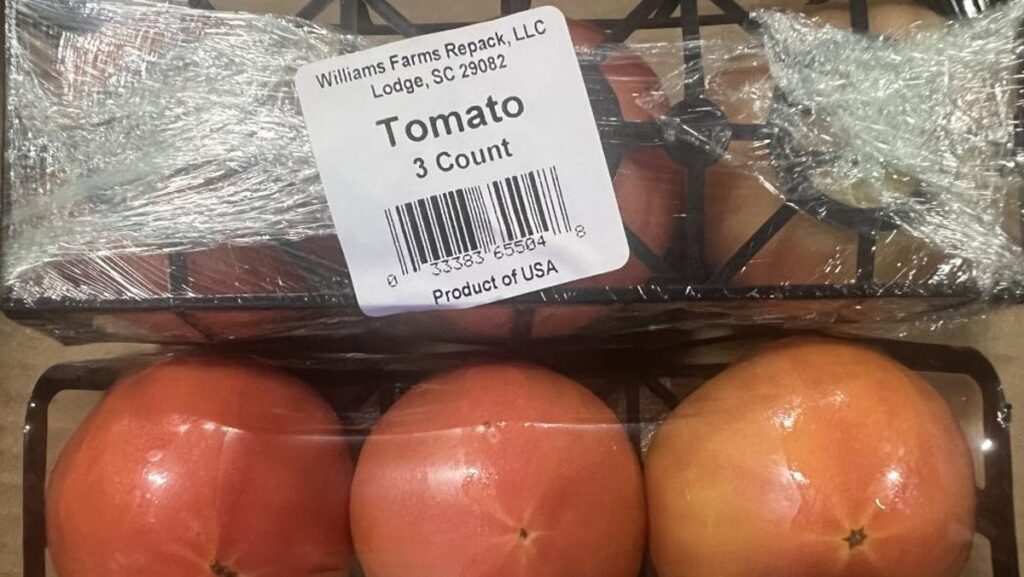 Williams Farms Repack, LLC
Lodge, SC 29082
Tomato
3 Count
0 33383 65504 8
Product of USA